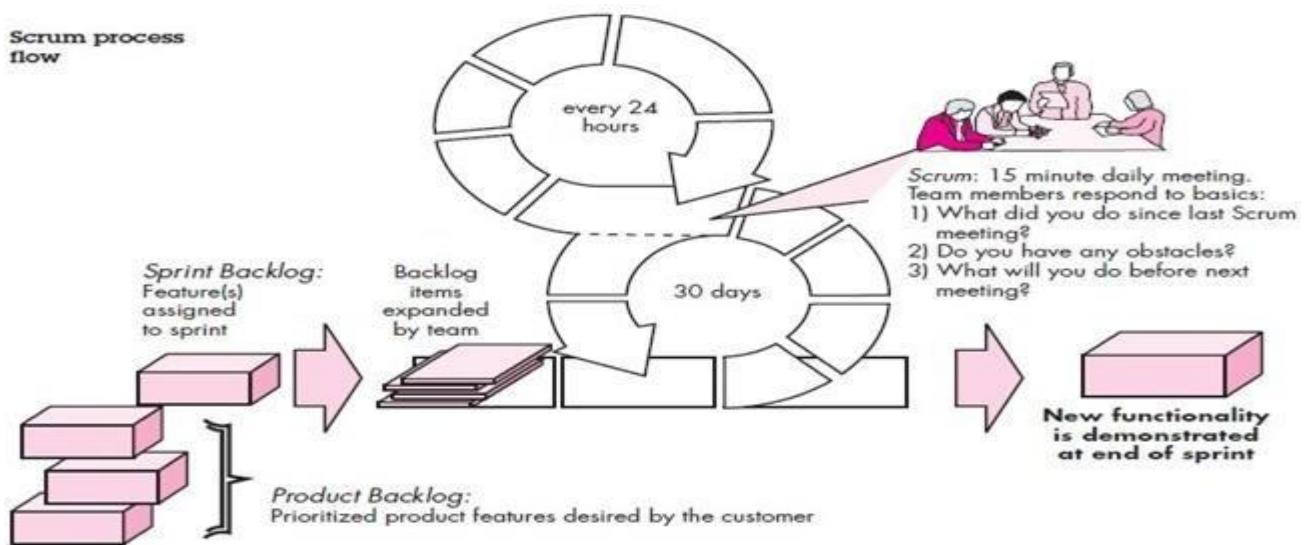 Scrum process
flow
every 24
hours
Scrum: 15 minute daily meeting.
Team members respond to basics:
1) What did you do since last Scrum
meeting?
2) Do you have any obstacles?
3) What will you do before next
meeting?
Sprint Backlog:
Feature(s)
assigned
to sprint
Backlog
items
expanded
by team
30 days
New functionality
is demonstrated
at end of sprint
Product Backlog:
Prioritized product features desired by the customer